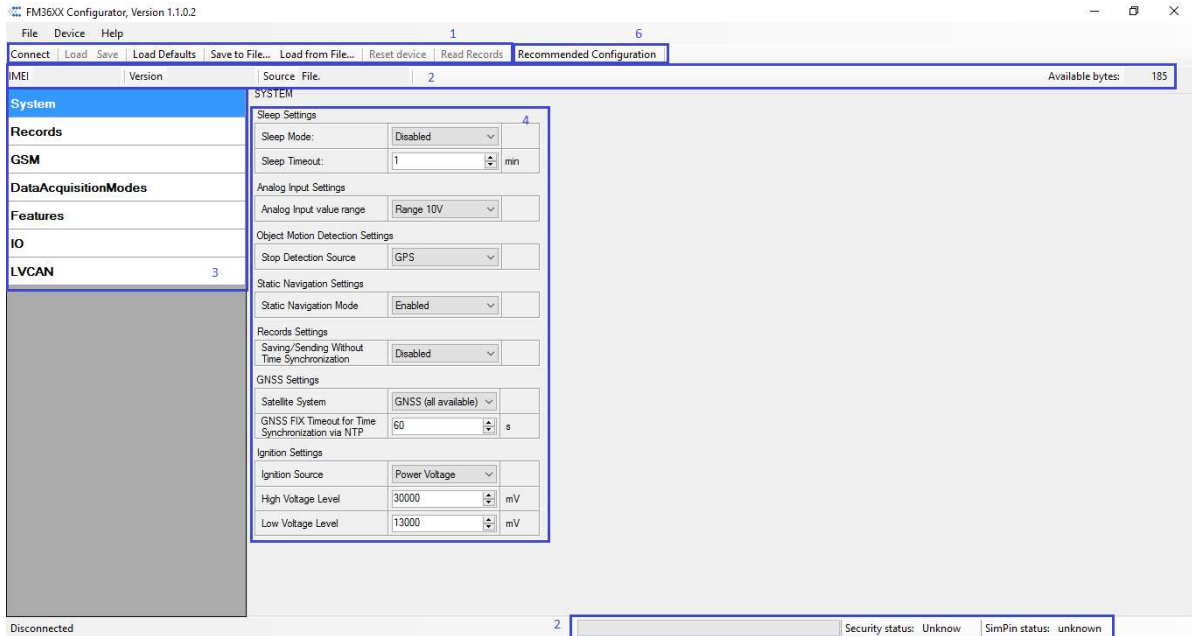 FM36XX Configurator, Version 1.1.0.2
File Device Help 1 6
Connect Load Save Load Defaults Save to File... Load from File... Reset device Read Records Recommended Configuration
IMEI Version Source File. 2 Available bytes: 185
System
Records
GSM
DataAcquisitionModes
Features
IO
LVCAN 3
SYSTEM
Sleep Settings 4
Sleep Mode: Disabled
Sleep Timeout: 1 min
Analog Input Settings
Analog Input value range Range 10V
Object Motion Detection Settings
Stop Detection Source GPS
Static Navigation Settings
Static Navigation Mode Enabled
Records Settings
Saving/Sending Without
Time Synchronization Disabled
GNSS Settings
Satellite System GNSS (all available)
GNSS FIX Timeout for Time
Synchronization via NTP 60 s
Ignition Settings
Ignition Source Power Voltage
High Voltage Level 30000 mV
Low Voltage Level 13000 mV
Disconnected 2 Security status: Unknow SimPin status: unknown